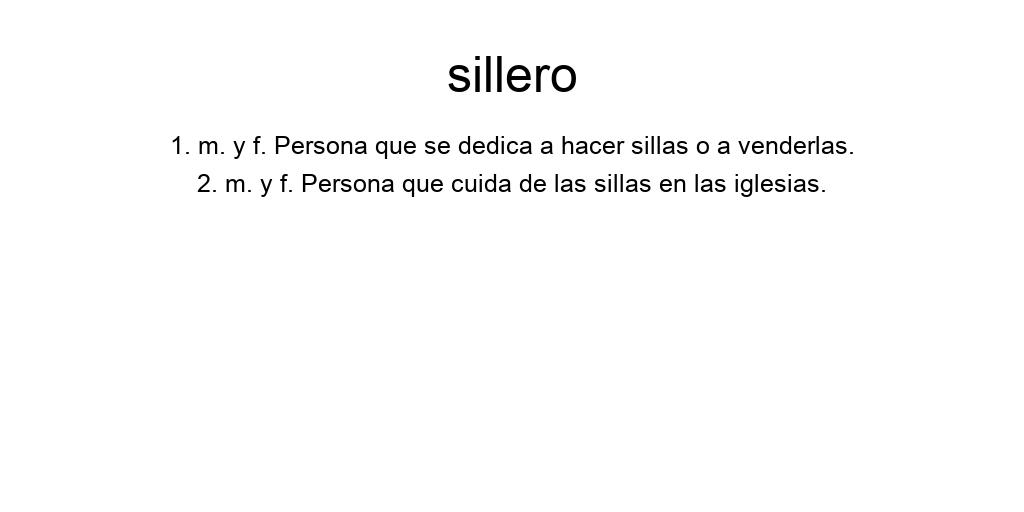 sillero
1. m. y f. Persona que se dedica a hacer sillas o a venderlas.
2. m. y f. Persona que cuida de las sillas en las iglesias.